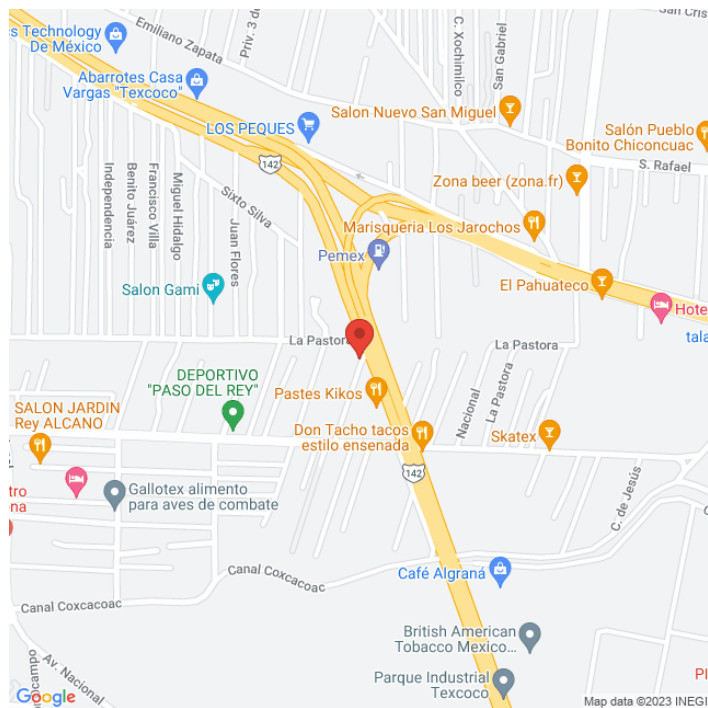 San Cris
Emiliano Zapata
Priv. 3 de
C. Xochimilco
San Gabriel
s Technology
De México
Abarrotes Casa
Vargas "Texcoco"
LOS PEQUES
Salon Nuevo San Miguel
Salón Pueblo
Bonito Chiconcuac
S. Rafael
142
Zona beer (zona.fr)
Independencia
Benito Juárez
Francisco Villa
Miguel Hidalgo
Sixto Silva
Juan Flores
Marisqueria Los Jarochos
Pemex
Salon Gami
El Pahuateco...
Hote
tala
La Pastora
La Pastora
DEPORTIVO
"PASO DEL REY"
Pastes Kikos
Nacional
La Pastora
SALON JARDIN
Rey ALCANO
Don Tacho tacos
estilo ensenada
Skatex
142
tro
na
Gallotex alimento
para aves de combate
C. de Jesús
Canal Coxcacoac
Café Algraná
Canal Coxcacoac
British American
Tobacco Mexico...
Av. Nacional
Parque Industrial
Texcoco
Pl
Google
Map data ©2023 INEGI